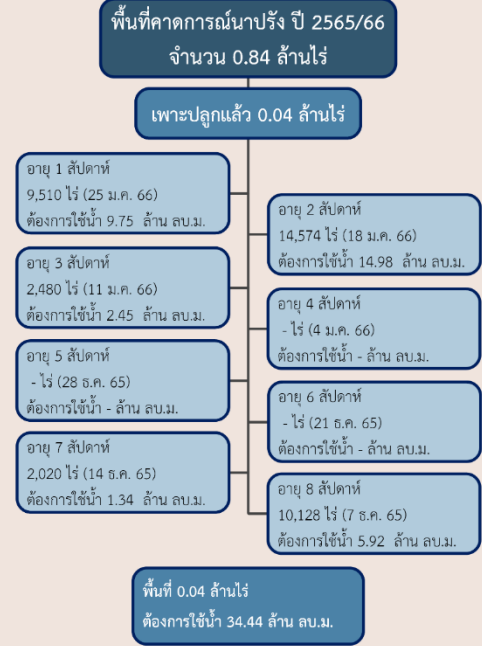 พื้นที่คาดการณ์นาปรัง ปี 2565/66
จำนวน 0.84 ล้านไร่
เพาะปลูกแล้ว 0.04 ล้านไร่
อายุ 1 สัปดาห์
9,510 ไร่ (25 ม.ค. 66)
ต้องการใช้น้ำ 9.75 ล้าน ลบ.ม.
อายุ 2 สัปดาห์
14,574 ไร่ (18 ม.ค. 66)
ต้องการใช้น้ำ 14.98 ล้าน ลบ.ม.
อายุ 3 สัปดาห์
2,480 ไร่ (11 ม.ค. 66)
ต้องการใช้น้ำ 2.45 ล้าน ลบ.ม.
อายุ 4 สัปดาห์
- ไร่ (4 ม.ค. 66)
ต้องการใช้น้ำ - ล้าน ลบ.ม.
อายุ 5 สัปดาห์
- ไร่ (28 ธ.ค. 65)
ต้องการใช้น้ำ - ล้าน ลบ.ม.
อายุ 6 สัปดาห์
- ไร่ (21 ธ.ค. 65)
ต้องการใช้น้ำ - ล้าน ลบ.ม.
อายุ 7 สัปดาห์
2,020 ไร่ (14 ธ.ค. 65)
ต้องการใช้น้ำ 1.34 ล้าน ลบ.ม.
อายุ 8 สัปดาห์
10,128 ไร่ (7 ธ.ค. 65)
ต้องการใช้น้ำ 5.92 ล้าน ลบ.ม.
พื้นที่ 0.04 ล้านไร่
ต้องการใช้น้ำ 34.44 ล้าน ลบ.ม.